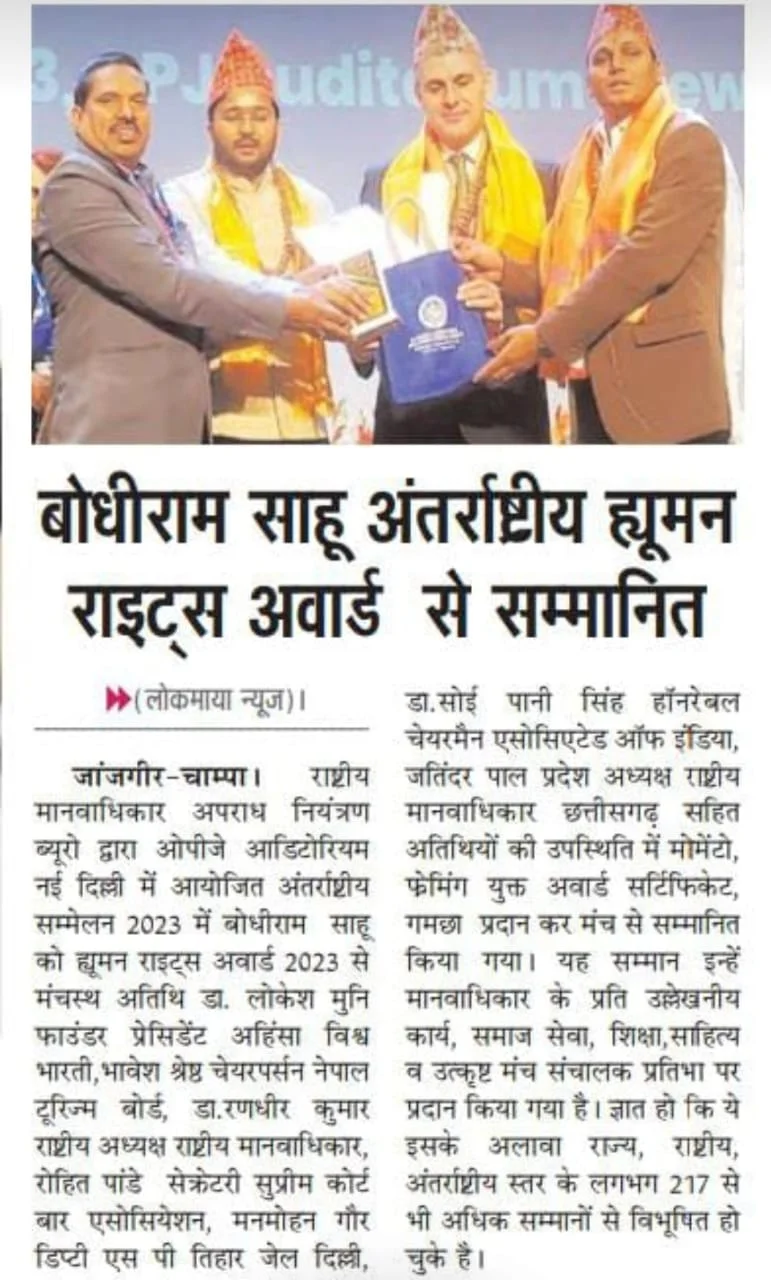 3, PJ Auditorium New
बोधीराम साहू अंतर्राष्ट्रीय ह्यूमन
राइट्स अवार्ड से सम्मानित
(लोकमाया न्यूज)।
जांजगीर-चाम्पा। राष्ट्रीय
मानवाधिकार अपराध नियंत्रण
ब्यूरो द्वारा ओपीजे आडिटोरियम
नई दिल्ली में आयोजित अंतर्राष्ट्रीय
सम्मेलन 2023 में बोधीराम साहू
को ह्यूमन राइट्स अवार्ड 2023 से
मंचस्थ अतिथि डा. लोकेश मुनि
फाउंडर प्रेसिडेंट अहिंसा विश्व
भारती,भावेश श्रेष्ठ चेयरपर्सन नेपाल
टूरिज्म बोर्ड, डा.रणधीर कुमार
राष्ट्रीय अध्यक्ष राष्ट्रीय मानवाधिकार,
रोहित पांडे सेक्रेटरी सुप्रीम कोर्ट
बार एसोसियेशन, मनमोहन गौर
डिप्टी एस पी तिहार जेल दिल्ली,
डा.सोई पानी सिंह हॉनरेबल
चेयरमैन एसोसिएटेड ऑफ इंडिया,
जतिंदर पाल प्रदेश अध्यक्ष राष्ट्रीय
मानवाधिकार छत्तीसगढ़ सहित
अतिथियों की उपस्थिति में मोमेंटो,
फेमिंग युक्त अवार्ड सर्टिफिकेट,
गमछा प्रदान कर मंच से सम्मानित
किया गया। यह सम्मान इन्हें
मानवाधिकार के प्रति उल्लेखनीय
कार्य, समाज सेवा, शिक्षा,साहित्य
व उत्कृष्ट मंच संचालक प्रतिभा पर
प्रदान किया गया है। ज्ञात हो कि ये
इसके अलावा राज्य, राष्ट्रीय,
अंतर्राष्ट्रीय स्तर के लगभग 217 से
भी अधिक सम्मानों से विभूषित हो
चुके है।